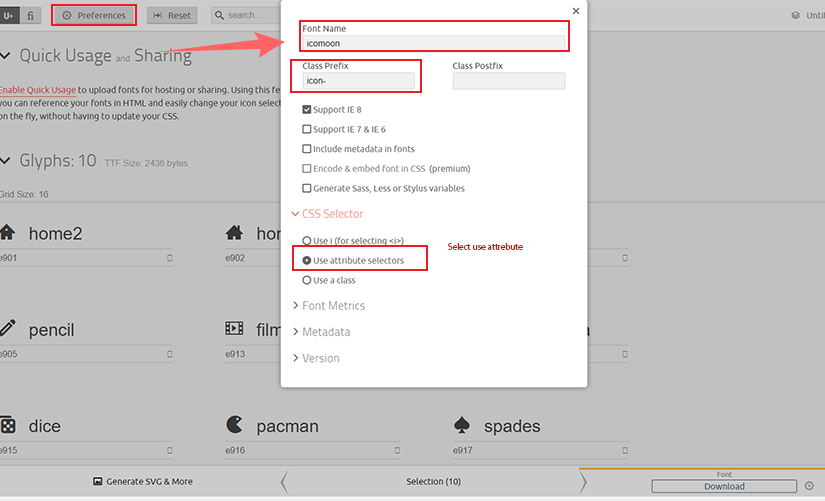 U+
fi
Preferences
Reset
search...
Until
Quick Usage and Sharing
Enable Quick Usage to upload fonts for hosting or sharing. Using this fe
you can reference your fonts in HTML and easily change your icon selec
on the fly, without having to update your CSS.
Glyphs: 10 TTF Size: 2436 bytes
Grid Size: 16
home2
e901
hor
e902
pencil
e905
film
e913
a
dice
e915
pacman
e916
spades
e917
×
Font Name
icomoon
Class Prefix
Class Postfix
icon-
Support IE 8
Support IE 7 & IE 6
Include metadata in fonts
Encode & embed font in CSS (premium)
Generate Sass, Less or Stylus variables
CSS Selector
Use i (for selecting <i>)
Use attribute selectors
Select use attrebute
Use a class
Font Metrics
Metadata
Version
Generate SVG & More
Selection (10)
Font
Download